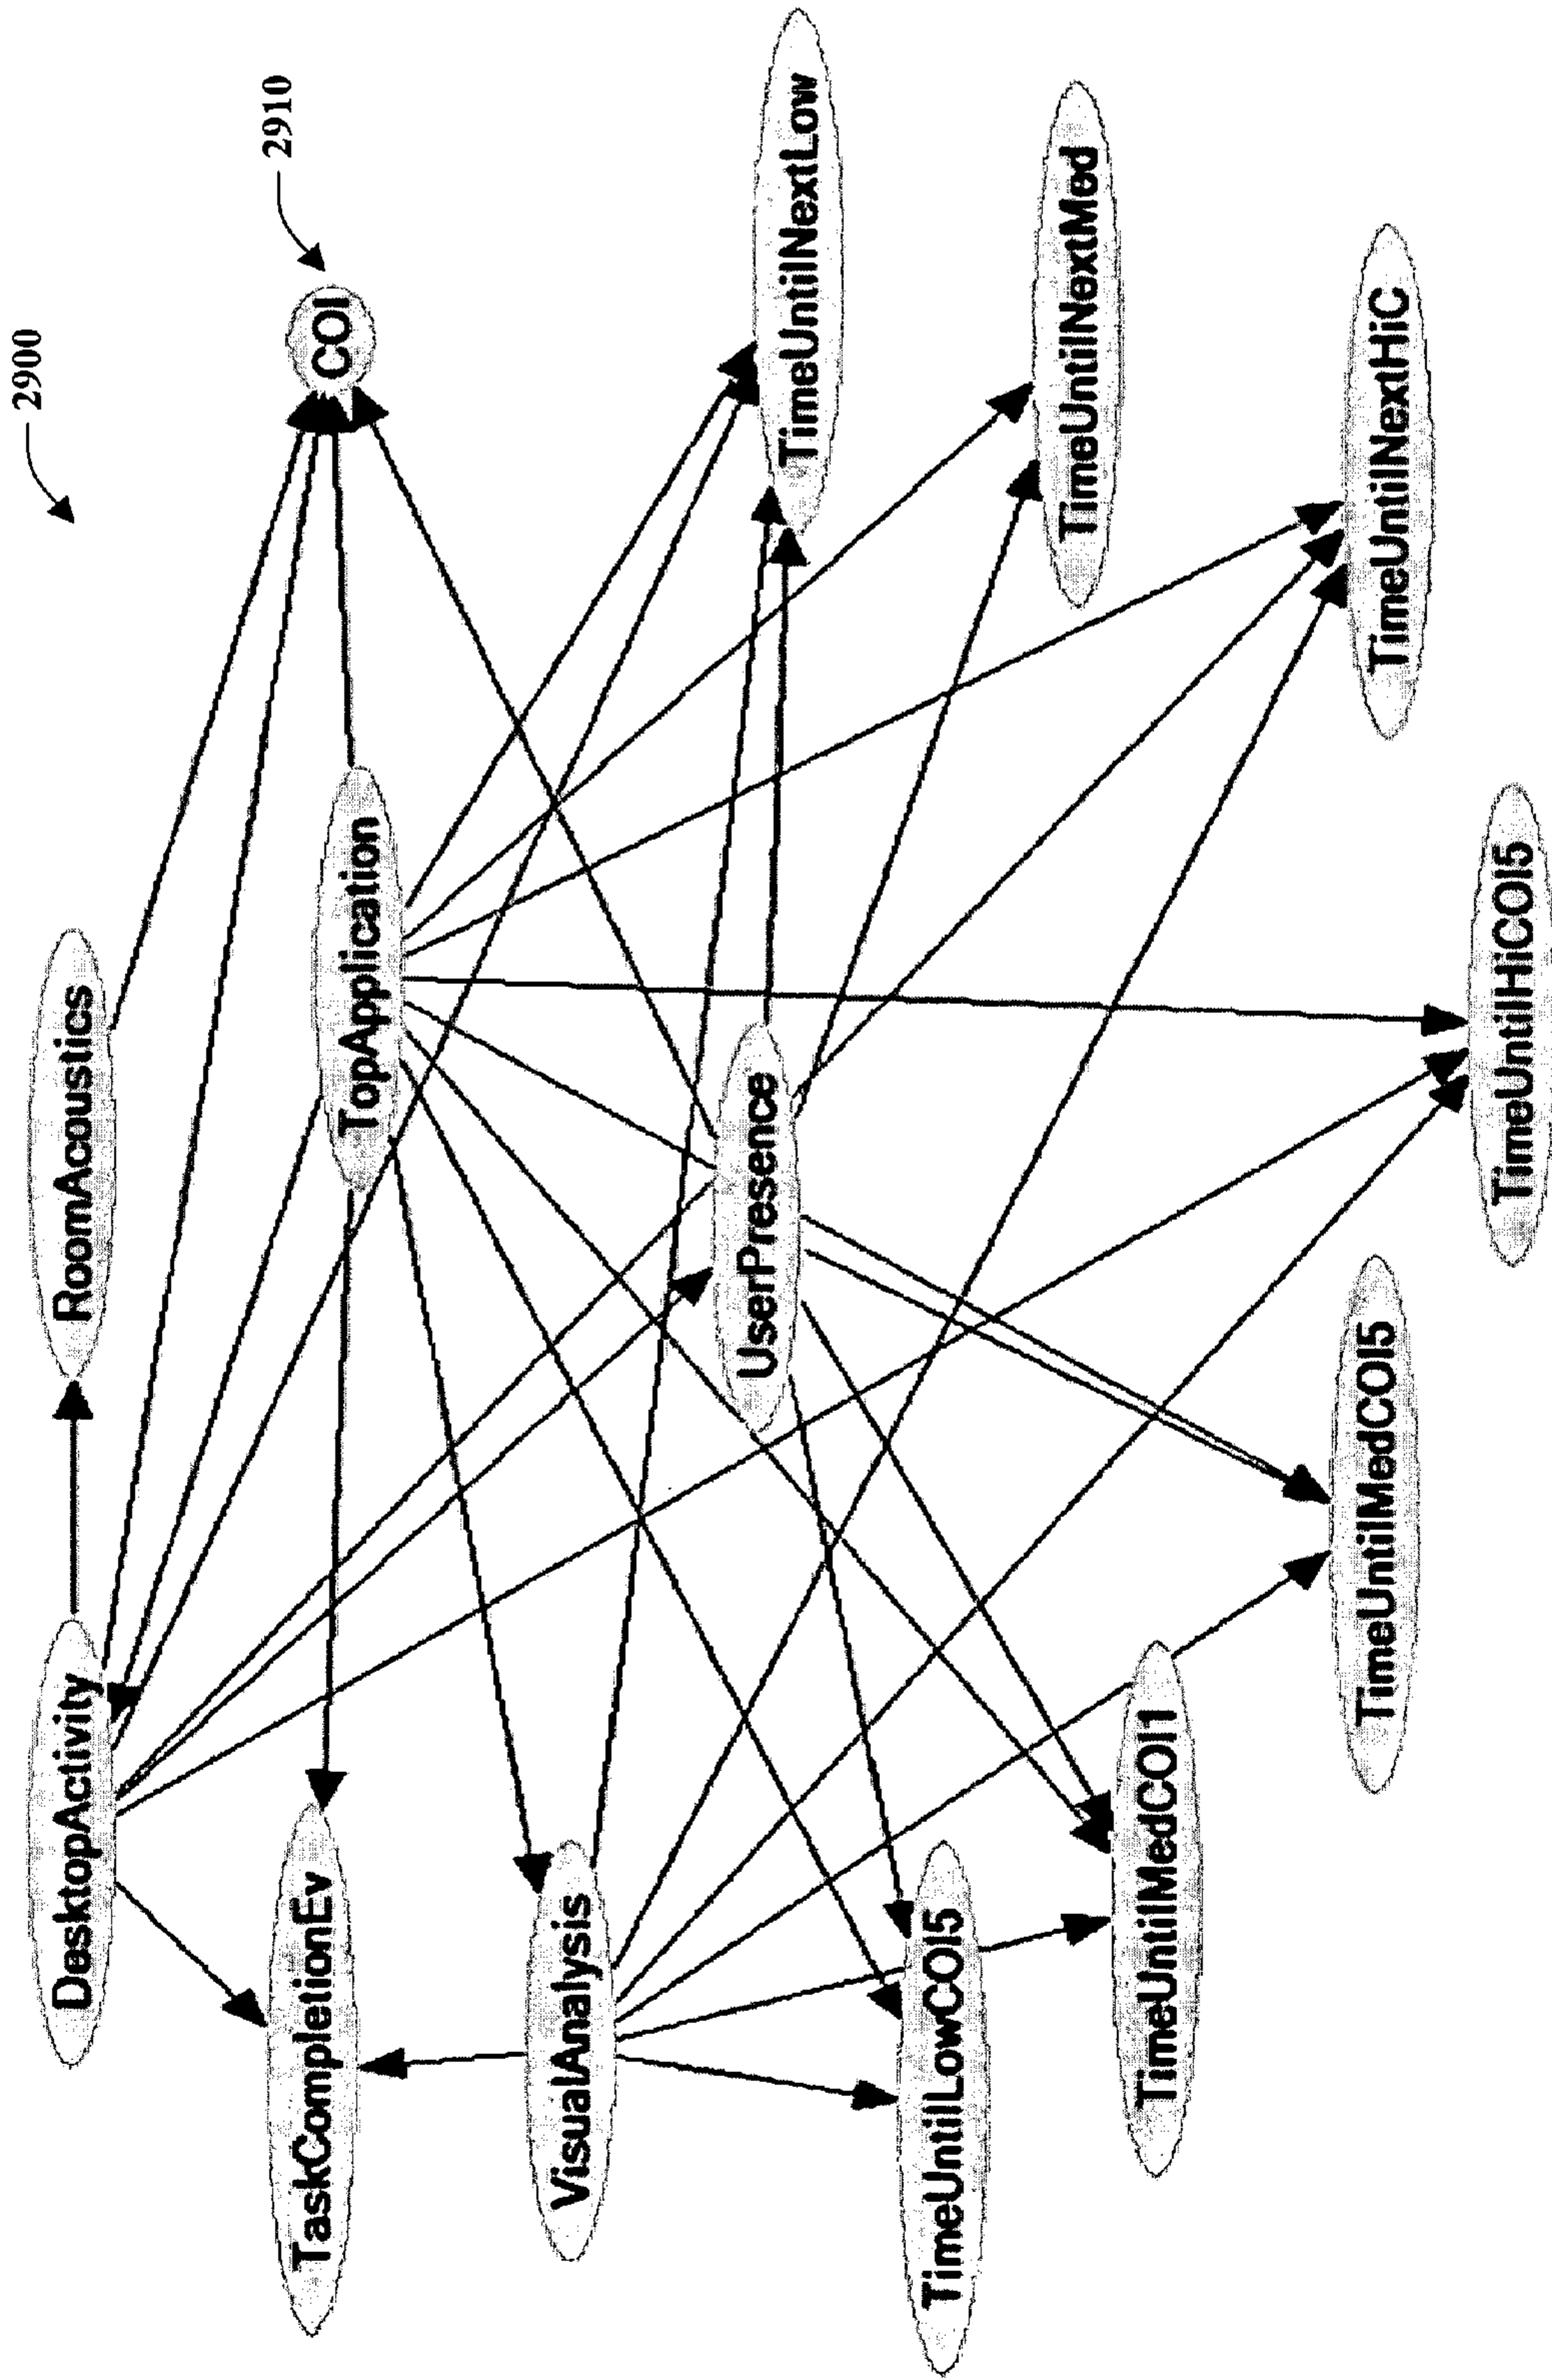 2900
2910
DesktopActivity
RoomAcoustics
TaskCompletionEv
TopApplication
COI
VisualAnalysis
UserPresence
TimeUntilNextLow
TimeUntilLowCOI5
TimeUntilNextMed
TimeUntilMedCOI1
TimeUntilMedCOI5
TimeUntilNextHiC
TimeUntilHiCOI5